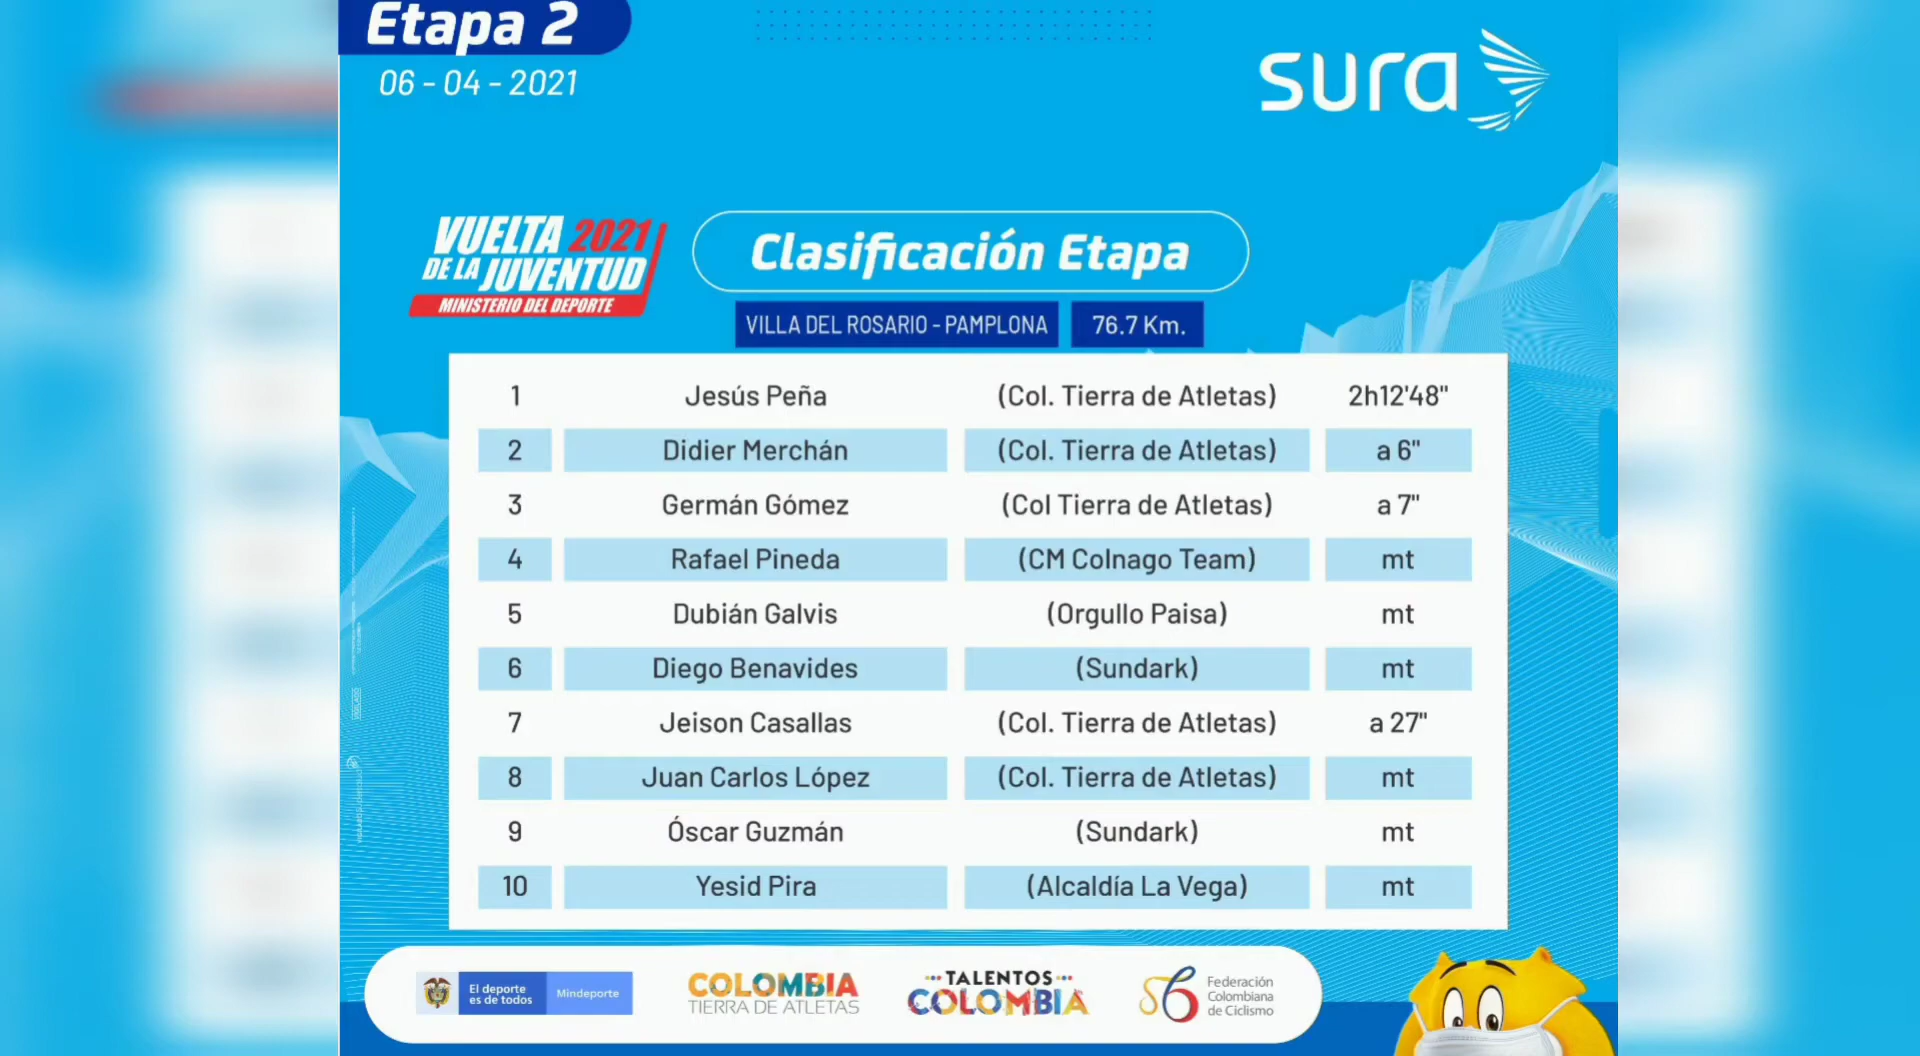 Etapa 2
06 - 04 - 2021
sura
VUELTA 2021
DE LA JUVENTUD
MINISTERIO DEL DEPORTE
Clasificación Etapa
VILLA DEL ROSARIO - PAMPLONA 76.7 Km.
1 Jesús Peña (Col. Tierra de Atletas) 2h12'48"
2 Didier Merchán (Col. Tierra de Atletas) a 6"
3 Germán Gómez (Col Tierra de Atletas) a 7"
4 Rafael Pineda (CM Colnago Team) mt
5 Dubián Galvis (Orgullo Paisa) mt
6 Diego Benavides (Sundark) mt
7 Jeison Casallas (Col. Tierra de Atletas) a 27"
8 Juan Carlos López (Col. Tierra de Atletas) mt
9 Óscar Guzmán (Sundark) mt
10 Yesid Pira (Alcaldía La Vega) mt
El deporte
es de todos
Mindeporte
COLOMBIA
TIERRA DE ATLETAS
TALENTOS
COLOMBIA
Federación
Colombiana
de Ciclismo